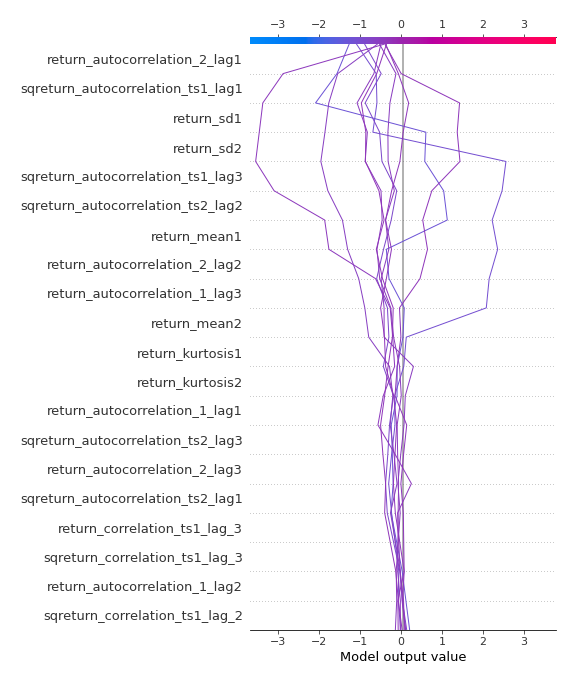 −3 −2 −1 0 1 2 3
return_autocorrelation_2_lag1
sqreturn_autocorrelation_ts1_lag1
return_sd1
return_sd2
sqreturn_autocorrelation_ts1_lag3
sqreturn_autocorrelation_ts2_lag2
return_mean1
return_autocorrelation_2_lag2
return_autocorrelation_1_lag3
return_mean2
return_kurtosis1
return_kurtosis2
return_autocorrelation_1_lag1
sqreturn_autocorrelation_ts2_lag3
return_autocorrelation_2_lag3
sqreturn_autocorrelation_ts2_lag1
return_correlation_ts1_lag_3
sqreturn_correlation_ts1_lag_3
return_autocorrelation_1_lag2
sqreturn_correlation_ts1_lag_2
−3 −2 −1 0 1 2 3
Model output value